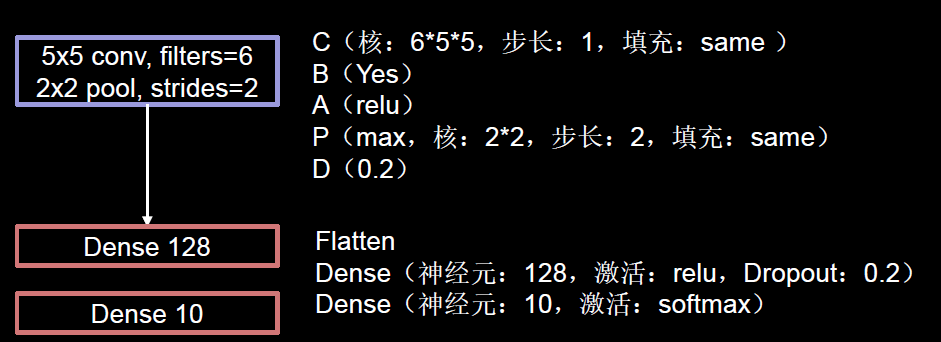 5x5 conv, filters=6
2x2 pool, strides=2
C（核：6*5*5，步长：1，填充：same ）
B（Yes）
A（relu）
P（max，核：2*2，步长：2，填充：same）
D（0.2）
Dense 128
Dense 10
Flatten
Dense（神经元：128，激活：relu，Dropout：0.2）
Dense（神经元：10，激活：softmax）